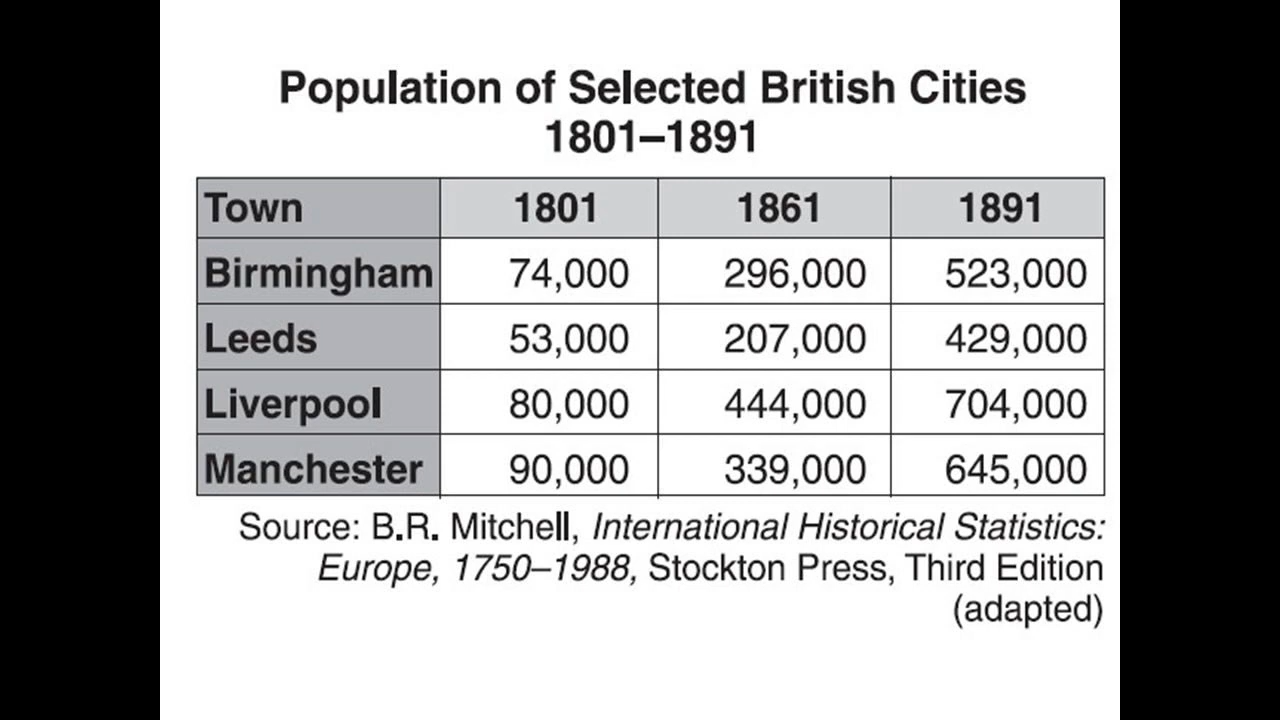 Population of Selected British Cities
1801–1891
Town 1801 1861 1891
Birmingham 74,000 296,000 523,000
Leeds 53,000 207,000 429,000
Liverpool 80,000 444,000 704,000
Manchester 90,000 339,000 645,000
Source: B.R. Mitchell, International Historical Statistics:
Europe, 1750–1988, Stockton Press, Third Edition
(adapted)